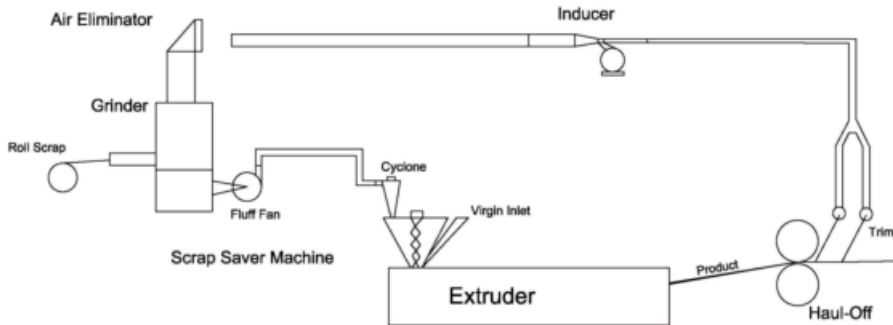 Inducer
Air Eliminator
Grinder
Roll Scrap
Cyclone
Virgin Inlet
Fluff Fan
Trim
Scrap Saver Machine
Product
Extruder
Haul-Off